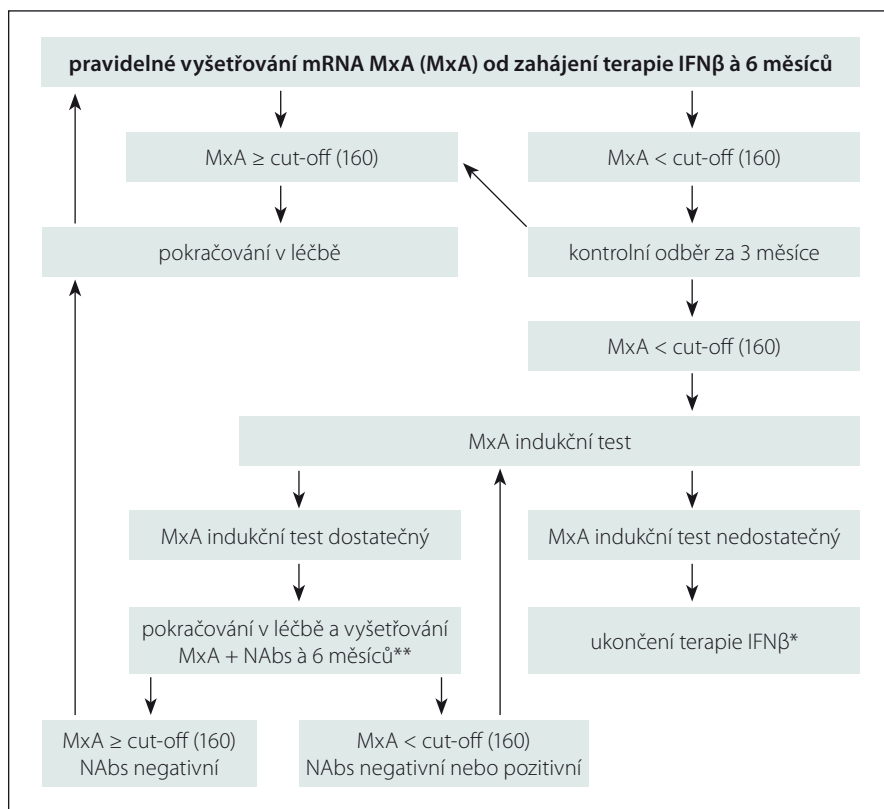 pravidelné vyšetřování mRNA MxA (MxA) od zahájení terapie IFNβ à 6 měsíců
MxA ≥ cut-off (160)
MxA < cut-off (160)
pokračování v léčbě
kontrolní odběr za 3 měsíce
MxA < cut-off (160)
MxA indukční test
MxA indukční test dostatečný
MxA indukční test nedostatečný
pokračování v léčbě a vyšetřování
MxA + NAbs à 6 měsíců**
ukončení terapie IFNβ*
MxA ≥ cut-off (160)
NAbs negativní
MxA < cut-off (160)
NAbs negativní nebo pozitivní